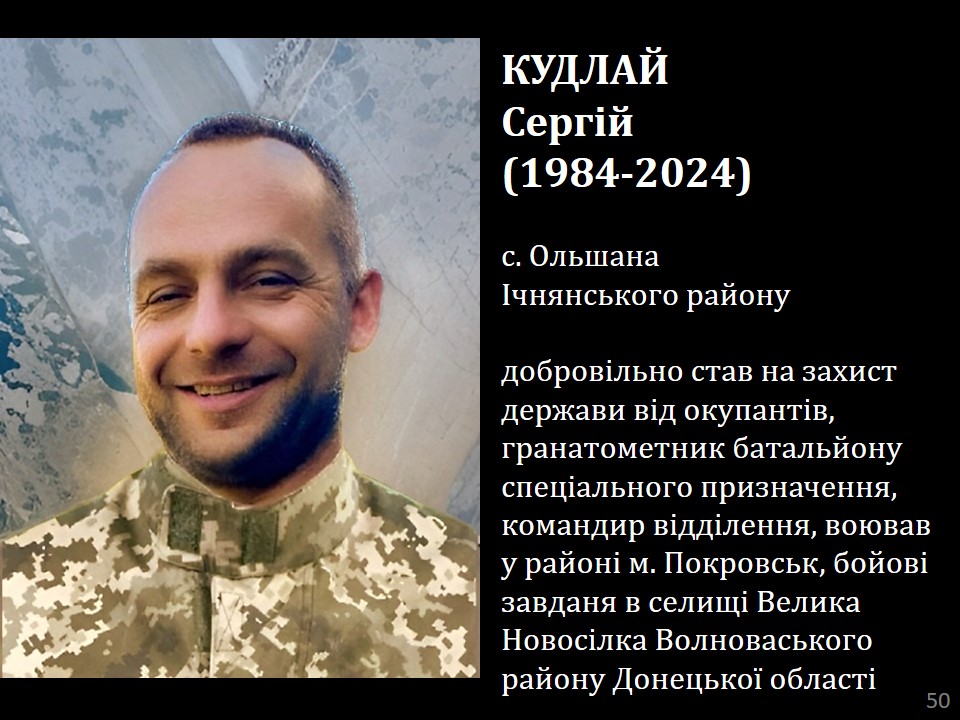 КУДЛАЙ
Сергій
(1984-2024)
с. Ольшана
Ічнянського району
добровільно став на захист
держави від окупантів,
гранатометник батальйону
спеціального призначення,
командир відділення, воював
у районі м. Покровськ, бойові
завданя в селищі Велика
Новосілка Волноваського
району Донецької області
50